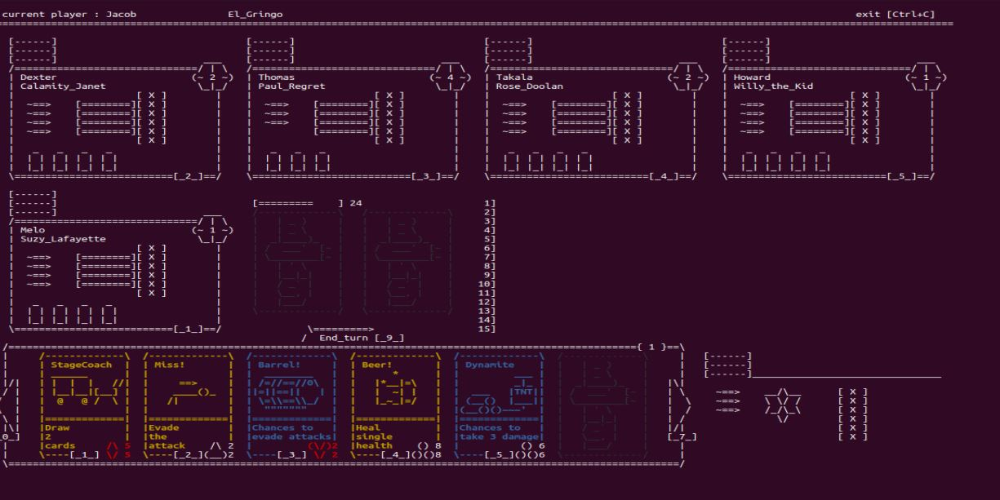 current player : Jacob El_Gringo exit [Ctrl+C]
Dexter (~ 2 ~)
Calamity_Janet
[ X ]
[ X ]
[ X ]
[ X ]
[ X ]
[ X ]
[_2_]
Thomas (~ 4 ~)
Paul_Regret
[ X ]
[ X ]
[ X ]
[ X ]
[ X ]
[ X ]
[_3_]
Takala (~ 2 ~)
Rose_Doolan
[ X ]
[ X ]
[ X ]
[ X ]
[ X ]
[ X ]
[_4_]
Howard (~ 1 ~)
Willy_the_Kid
[ X ]
[ X ]
[ X ]
[ X ]
[ X ]
[ X ]
[_5_]
Melo (~ 1 ~)
Suzy_Lafayette
[ X ]
[ X ]
[ X ]
[ X ]
[ X ]
[ X ]
[_1_]
[========= ] 24
1]
2]
3]
4]
5]
6]
7]
8]
9]
10]
11]
12]
13]
14]
15]
End_turn [_9_]
{ 1 }
_0_]
StageCoach
Draw
2
cards /\ 5
[_1_] \/ 5
Miss!
Evade
the
attack /\ 2
[_2_](__)2
Barrel!
Chances to
evade attacks
(\/)2
[_3_] \/ 2
Beer!
Heal
single
health () 8
[_4_]()()8
Dynamite
TNT
Chances to
take 3 damage
() 6
[_5_]()()6
[_7_]
[ X ]
[ X ]
[ X ]
[ X ]
[ X ]
[ X ]